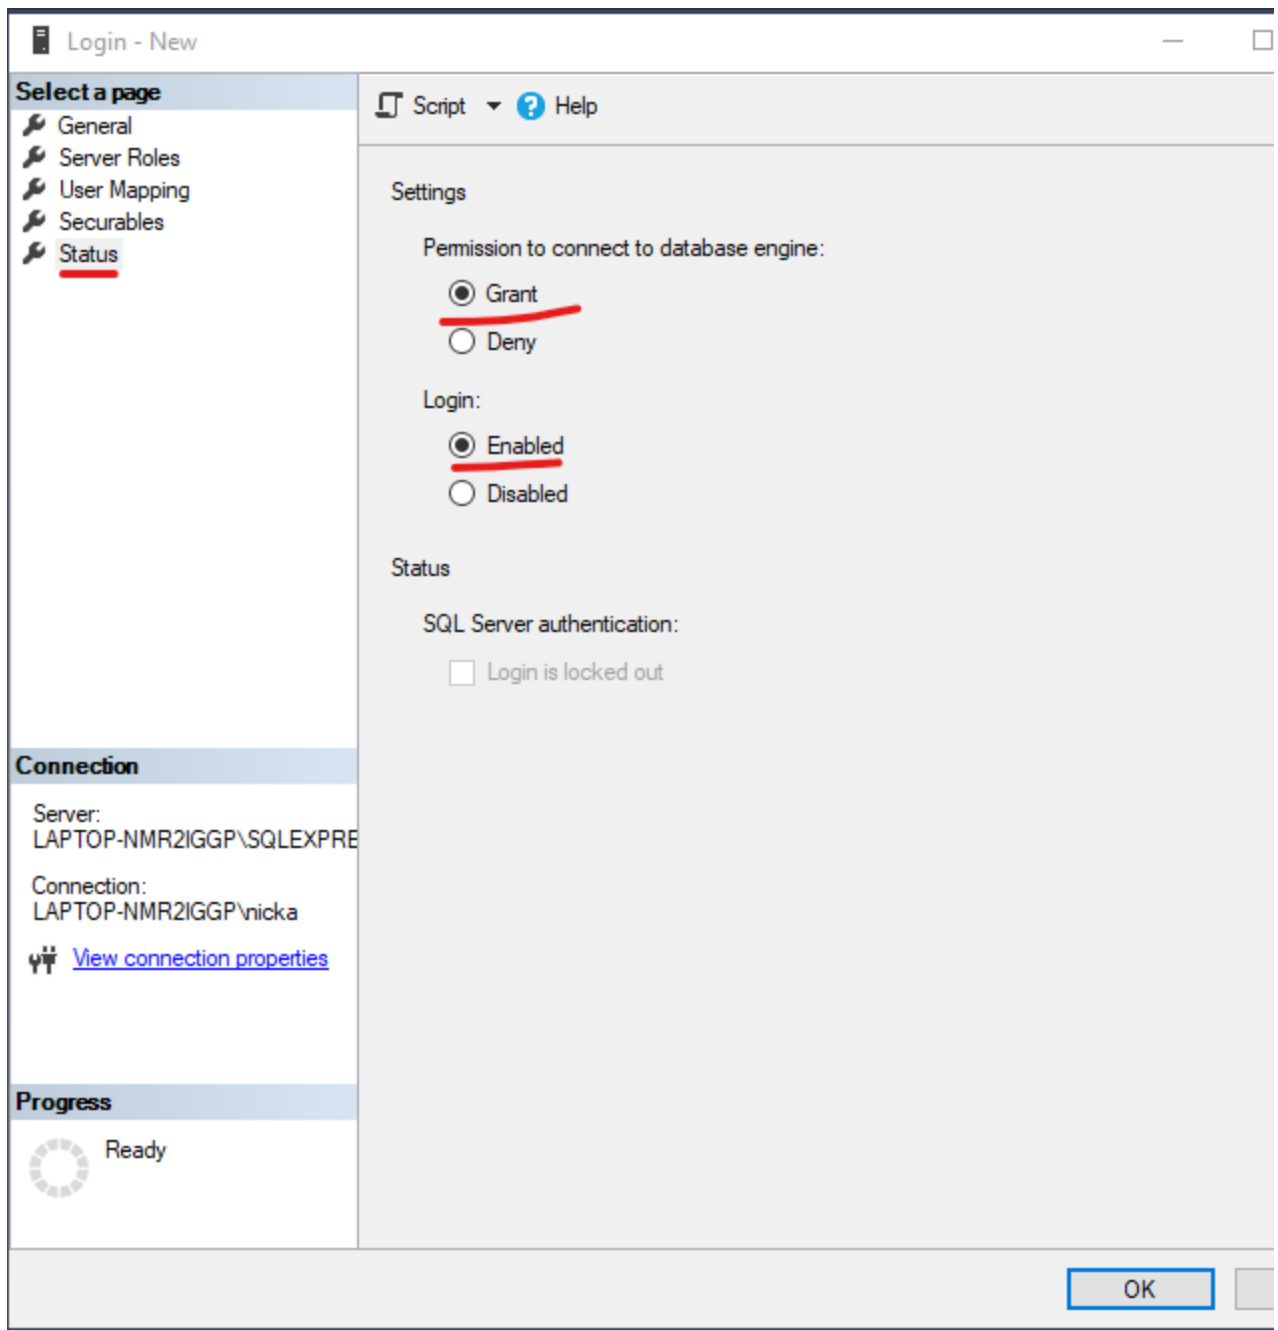 Login - New
Select a page
General
Server Roles
User Mapping
Securables
Status
Script
Help
Settings
Permission to connect to database engine:
Grant
Deny
Login:
Enabled
Disabled
Status
SQL Server authentication:
Login is locked out
Connection
Server:
LAPTOP-NMR2IGGP\SQLEXPRE
Connection:
LAPTOP-NMR2IGGP\nicka
View connection properties
Progress
Ready
OK